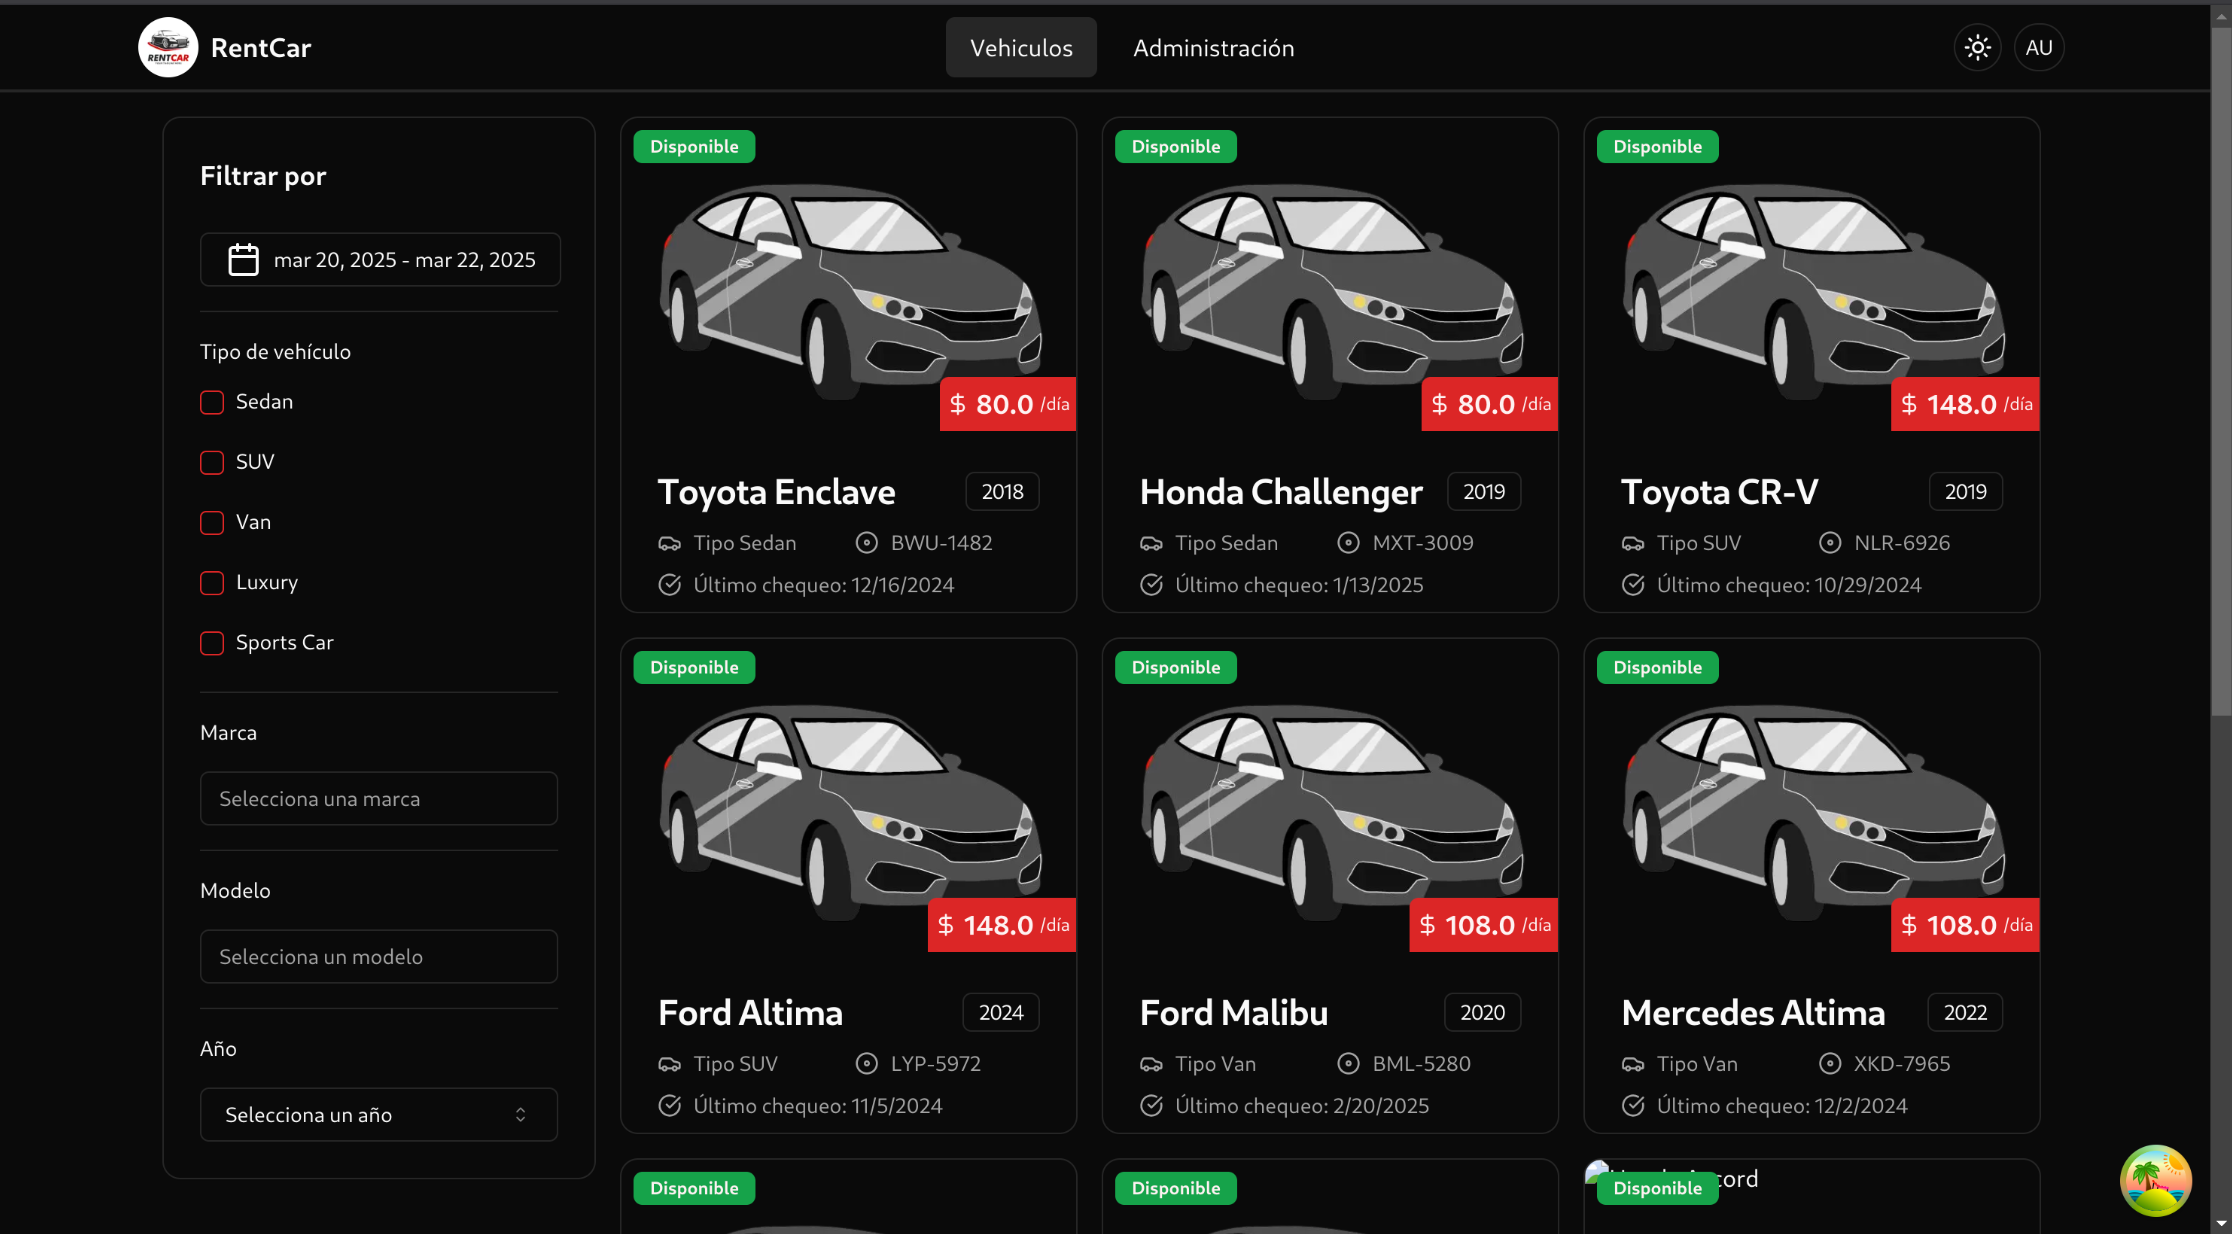 RENTCAR
RentCar
Vehiculos
Administración
AU
Filtrar por
mar 20, 2025 - mar 22, 2025
Tipo de vehículo
Sedan
SUV
Van
Luxury
Sports Car
Marca
Selecciona una marca
Modelo
Selecciona un modelo
Año
Selecciona un año
Disponible
$ 80.0 /día
Toyota Enclave 2018
Tipo Sedan BWU-1482
Último chequeo: 12/16/2024
Disponible
$ 80.0 /día
Honda Challenger 2019
Tipo Sedan MXT-3009
Último chequeo: 1/13/2025
Disponible
$ 148.0 /día
Toyota CR-V 2019
Tipo SUV NLR-6926
Último chequeo: 10/29/2024
Disponible
$ 148.0 /día
Ford Altima 2024
Tipo SUV LYP-5972
Último chequeo: 11/5/2024
Disponible
$ 108.0 /día
Ford Malibu 2020
Tipo Van BML-5280
Último chequeo: 2/20/2025
Disponible
$ 108.0 /día
Mercedes Altima 2022
Tipo Van XKD-7965
Último chequeo: 12/2/2024
Disponible
Disponible
Disponible